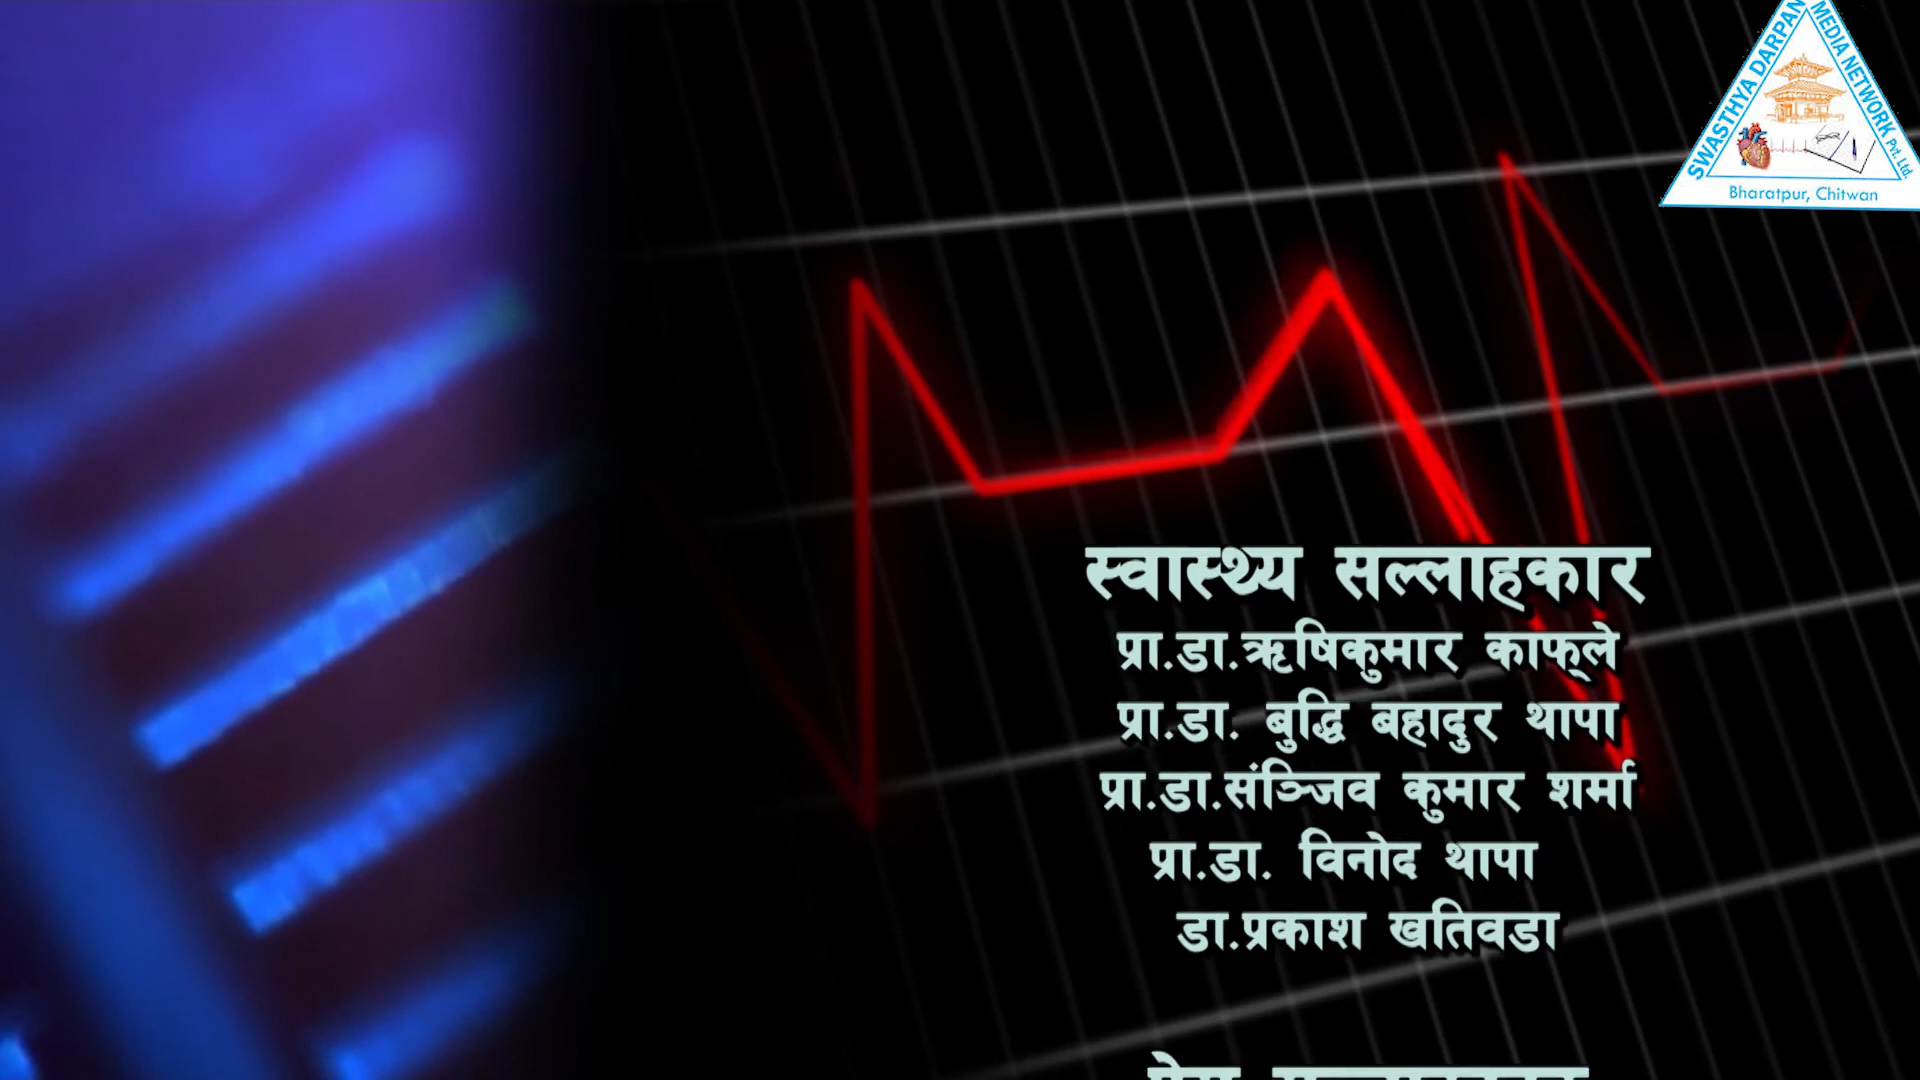 SWASTHYA DARPAN
MEDIA NETWORK Pvt. Ltd.
Bharatpur, Chitwan
स्वास्थ्य सल्लाहकार
प्रा.डा.ऋषिकुमार काफ्ले
प्रा.डा. बुद्धि बहादुर थापा
प्रा.डा.संञ्जिव कुमार शर्मा
प्रा.डा. विनोद थापा
डा.प्रकाश खतिवडा